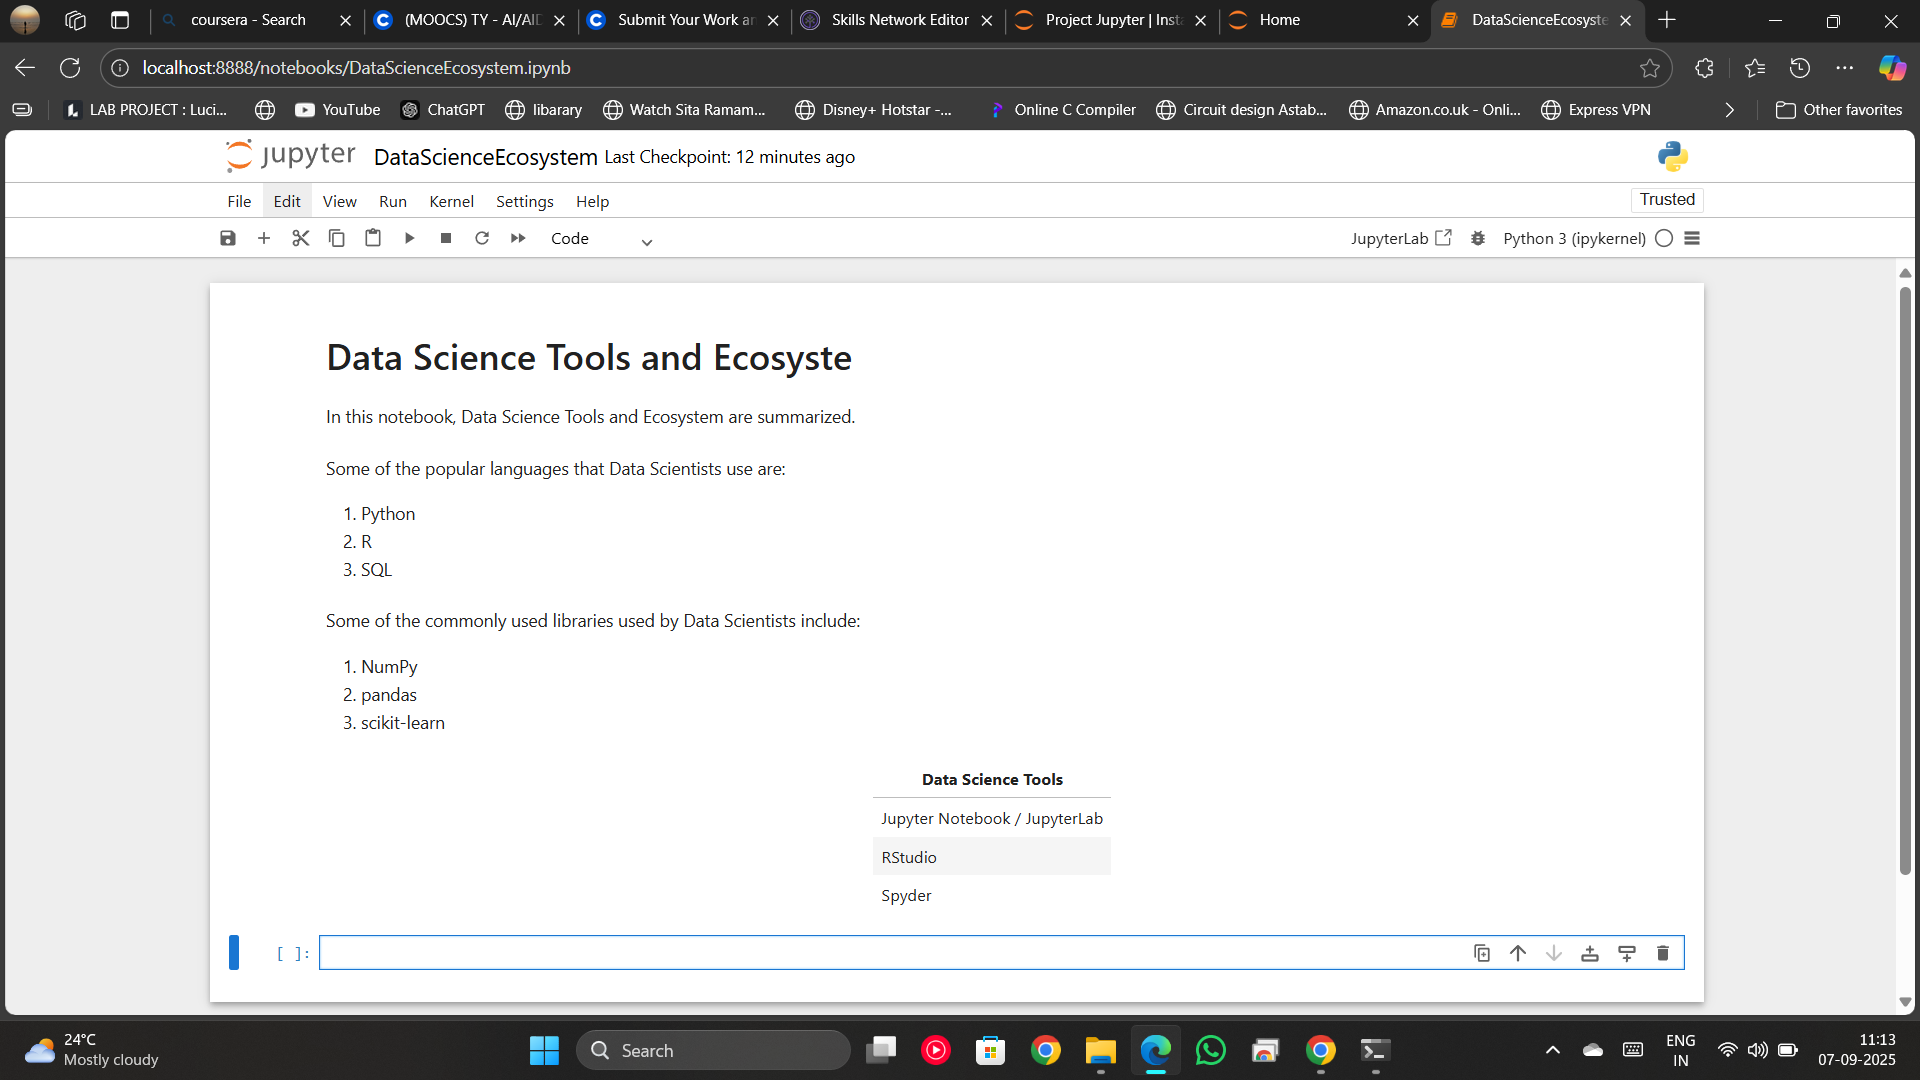 coursera - Search
(MOOCS) TY - AI/AID
Submit Your Work an
Skills Network Editor
Project Jupyter | Insta
Home
DataScienceEcosyste
localhost:8888/notebooks/DataScienceEcosystem.ipynb
LAB PROJECT : Luci...
YouTube
ChatGPT
libarary
Watch Sita Ramam...
Disney+ Hotstar -...
Online C Compiler
Circuit design Astab...
Amazon.co.uk - Onli...
Express VPN
Other favorites
jupyter DataScienceEcosystem Last Checkpoint: 12 minutes ago
File Edit View Run Kernel Settings Help
Trusted
Code
JupyterLab
Python 3 (ipykernel)
Data Science Tools and Ecosyste
In this notebook, Data Science Tools and Ecosystem are summarized.
Some of the popular languages that Data Scientists use are:
1. Python
2. R
3. SQL
Some of the commonly used libraries used by Data Scientists include:
1. NumPy
2. pandas
3. scikit-learn
Data Science Tools
Jupyter Notebook / JupyterLab
RStudio
Spyder
[ ]:
24°C
Mostly cloudy
Search
ENG
IN
11:13
07-09-2025